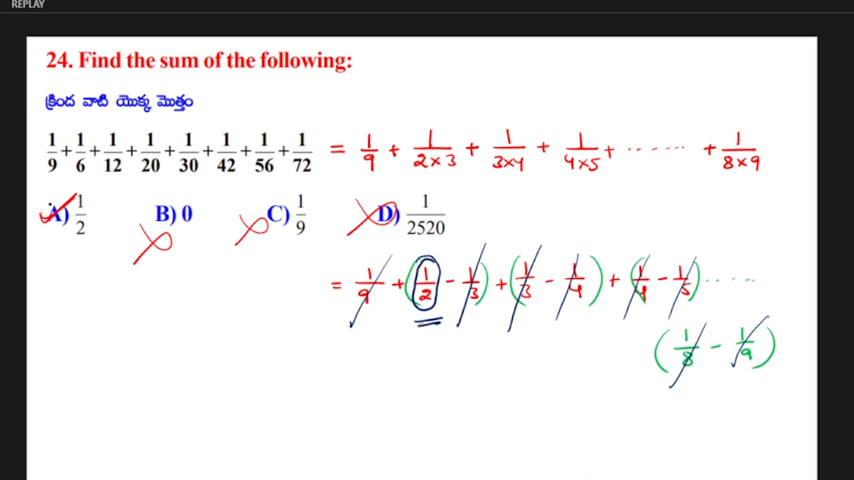 REPLAY
24. Find the sum of the following:
క్రింద వాటి యొక్క మొత్తం
1/9 + 1/6 + 1/12 + 1/20 + 1/30 + 1/42 + 1/56 + 1/72 = 1/9 + 1/2×3 + 1/3×4 + 1/4×5 + ...... + 1/8×9
A) 1/2 B) 0 C) 1/9 D) 1/2520
= 1/9 + (1/2 - 1/3) + (1/3 - 1/4) + (1/4 - 1/5) ....
(1/8 - 1/9)